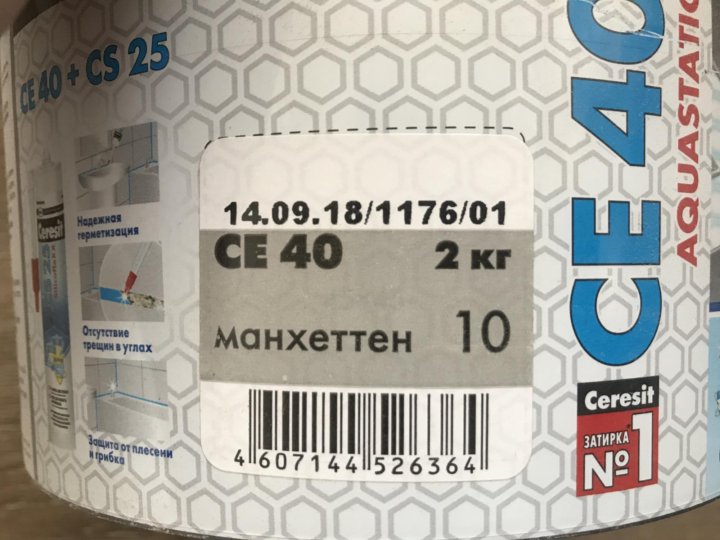 CE 40 + CS 25
Ceresit
Надежная
герметизация
Отсутствие
трещин в углах
Защита от плесени
и грибка
14.09.18/1176/01
CE 40 2 кг
манхеттен 10
4 607144 526364
CE 40
AQUASTATIC
Ceresit
ЗАТИРКА
№1